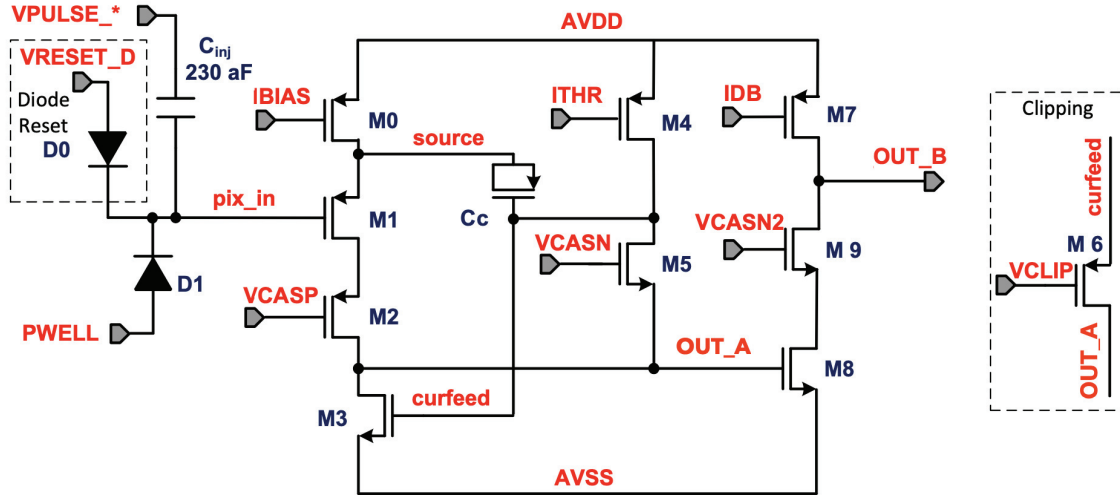 VPULSE_*
AVDD
VRESET_D
Cinj
230 aF
Diode
Reset
D0
IBIAS
M0
ITHR
M4
IDB
M7
Clipping
source
OUT_B
curfeed
pix_in
M1
Cc
VCASN
M5
VCASN2
M 9
M 6
VCLIP
D1
PWELL
VCASP
M2
OUT_A
M8
OUT_A
M3
curfeed
AVSS